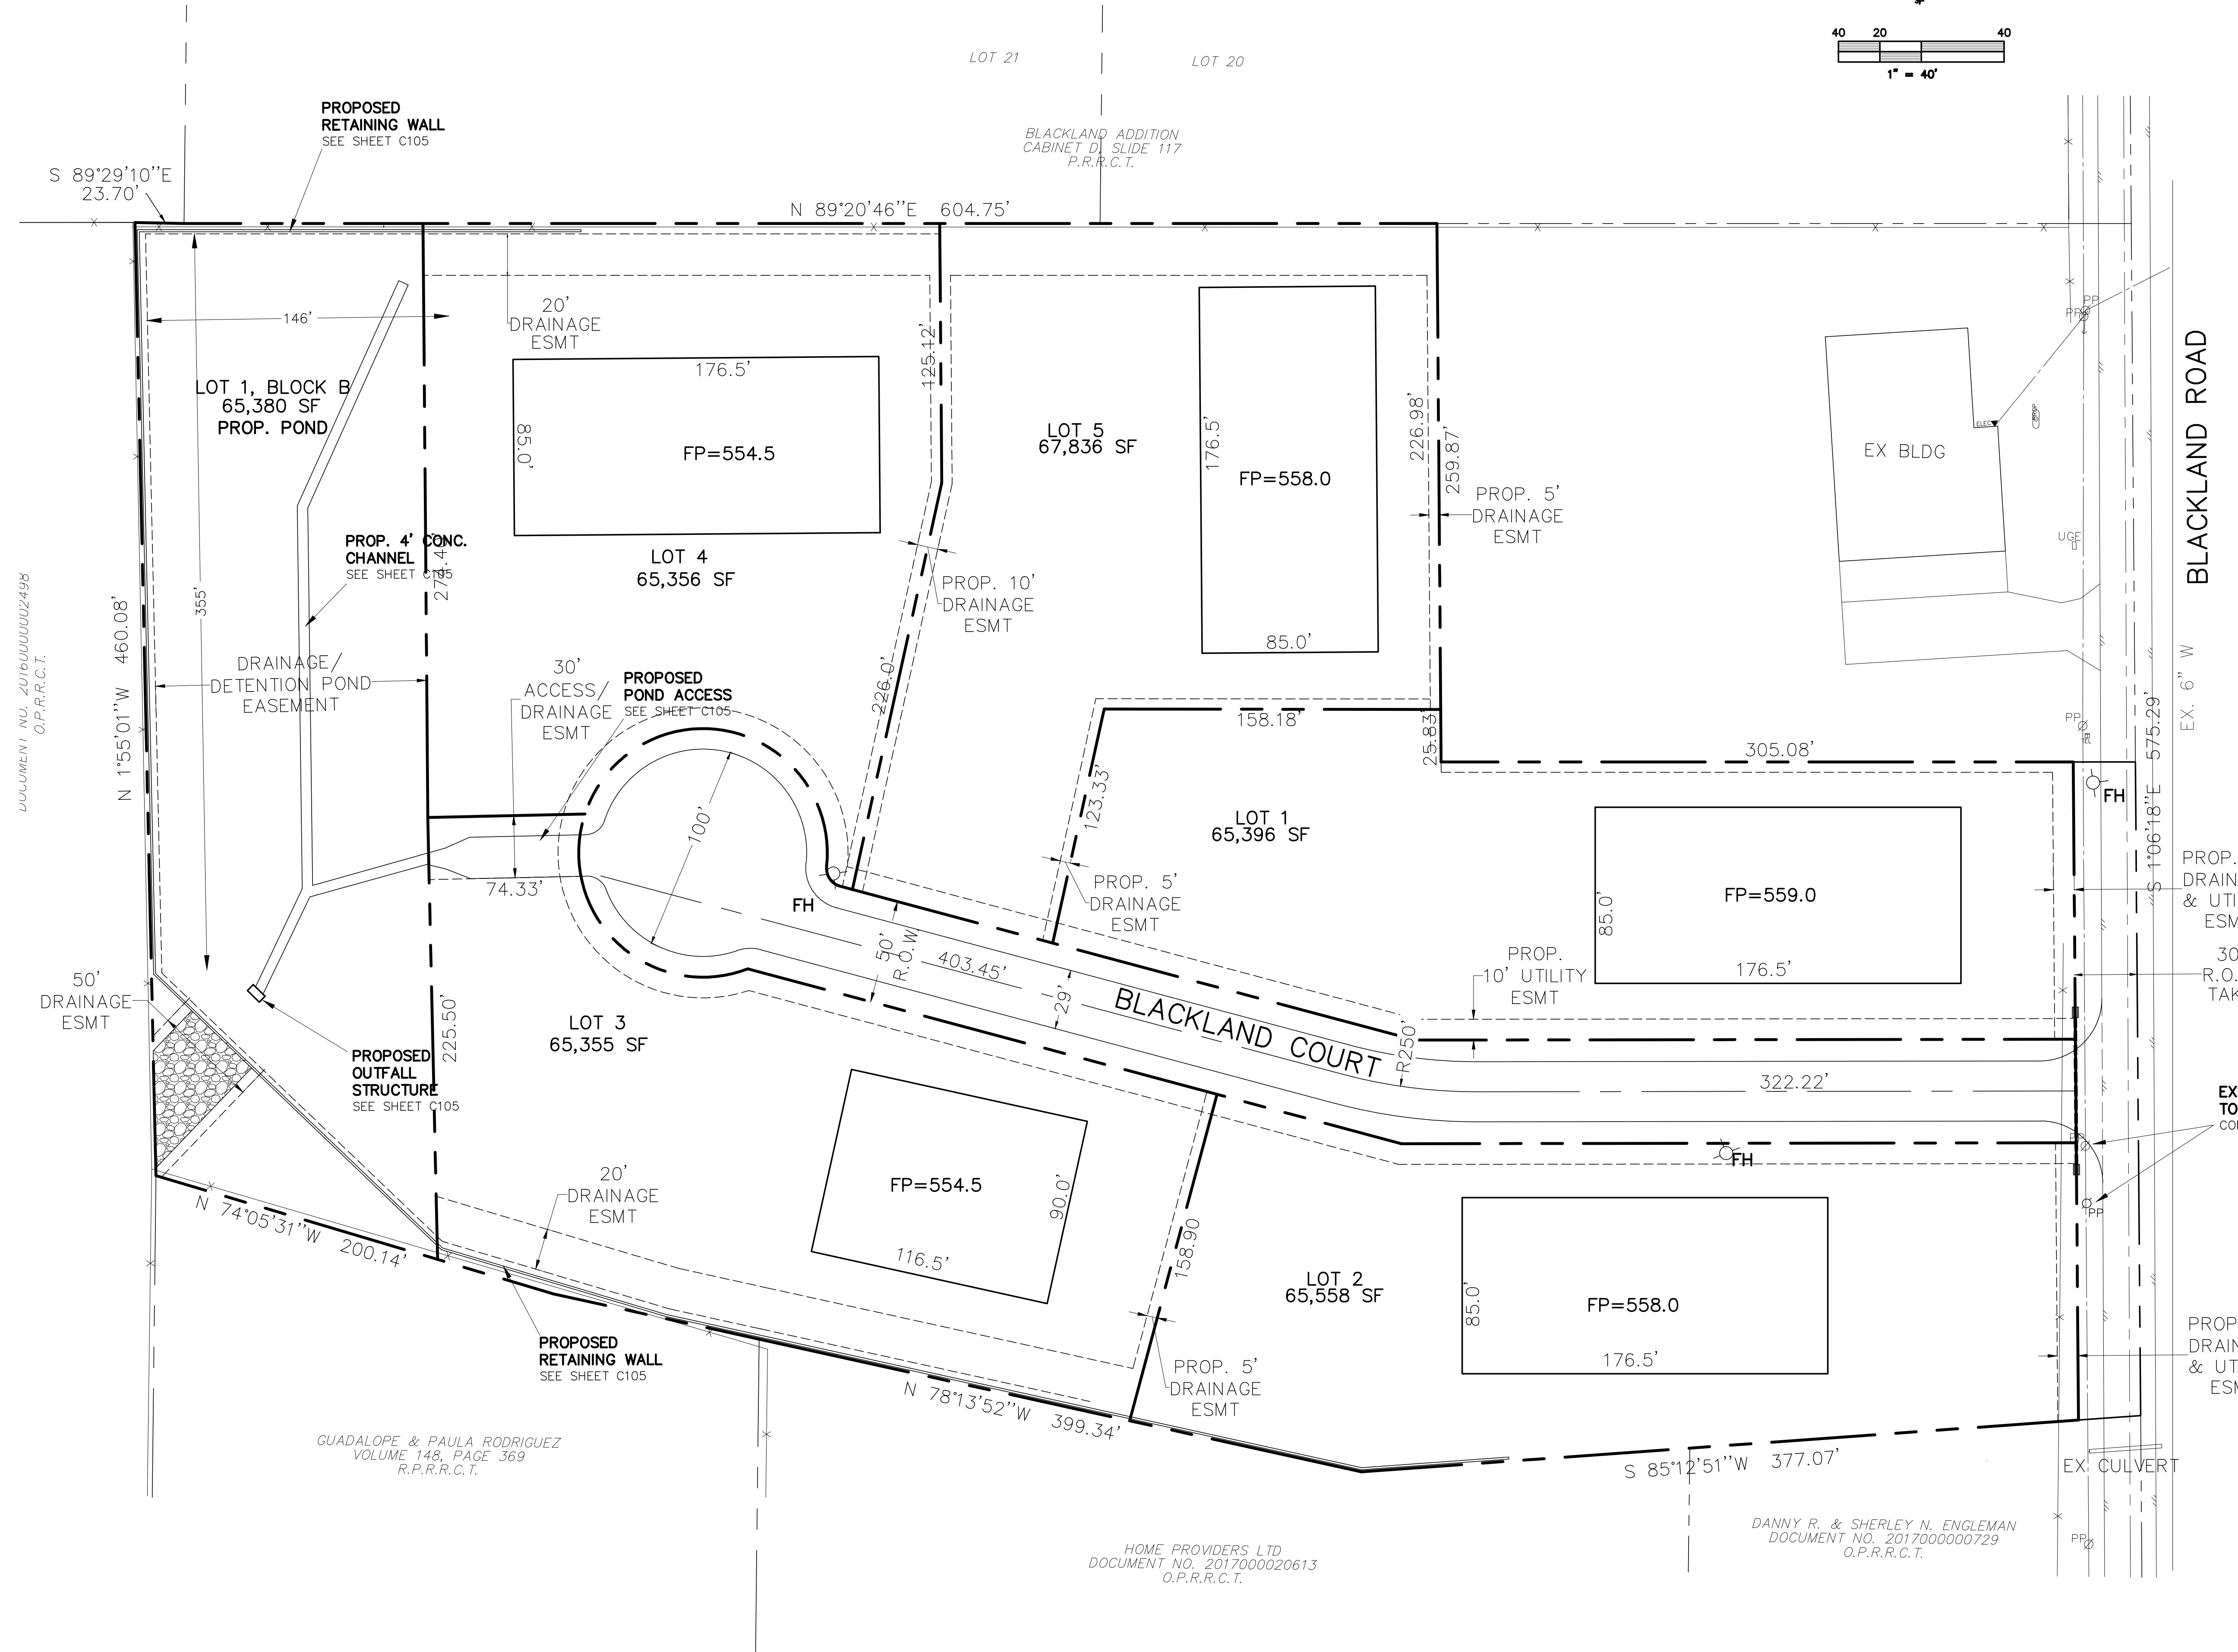 40 20 40
1" = 40'
LOT 21
LOT 20
BLACKLAND ADDITION
CABINET D, SLIDE 117
P.R.R.C.T.
PROPOSED
RETAINING WALL
SEE SHEET C105
S 89°29'10"E
23.70'
N 89°20'46"E 604.75'
146'
20'
DRAINAGE
ESMT
LOT 1, BLOCK B
65,380 SF
PROP. POND
176.5'
85.0'
FP=554.5
LOT 4
65,356 SF
125.12'
LOT 5
67,836 SF
176.5'
FP=558.0
85.0'
226.98'
259.87'
PROP. 5'
DRAINAGE
ESMT
PP
PP
ELEC
PROP
EX BLDG
UGE
BLACKLAND ROAD
EX. 6" W
PROP. 4' CONC.
CHANNEL
SEE SHEET C105
355'
PROP. 10'
DRAINAGE
ESMT
DOCUMENT NO. 2016000002498
O.P.R.R.C.T.
N 1°55'01"W 460.08'
DRAINAGE/
DETENTION POND
EASEMENT
30'
ACCESS/
DRAINAGE
ESMT
PROPOSED
POND ACCESS
SEE SHEET C105
226.0'
158.18'
25.83'
305.08'
PP
S 1°06'18"E 575.29'
FH
100'
123.33'
LOT 1
65,396 SF
FP=559.0
85.0'
176.5'
74.33'
FH
PROP. 5'
DRAINAGE
ESMT
50'
R.O.W.
403.45'
29'
PROP.
10' UTILITY
ESMT
BLACKLAND COURT
R250'
322.22'
FH
50'
DRAINAGE
ESMT
225.50'
LOT 3
65,355 SF
PROPOSED
OUTFALL
STRUCTURE
SEE SHEET C105
PROP.
ESM
30
R.O.
EX
TO
PP
N 74°05'31"W 200.14'
20'
DRAINAGE
ESMT
FP=554.5
90.0'
116.5'
158.90
LOT 2
65,558 SF
85.0'
FP=558.0
176.5'
PROPOSED
RETAINING WALL
SEE SHEET C105
PROP. 5'
DRAINAGE
ESMT
PROP.
N 78°13'52"W 399.34'
S 85°12'51"W 377.07'
EX CULVERT
GUADALOPE & PAULA RODRIGUEZ
VOLUME 148, PAGE 369
R.P.R.R.C.T.
HOME PROVIDERS LTD
DOCUMENT NO. 2017000020613
O.P.R.R.C.T.
DANNY R. & SHERLEY N. ENGLEMAN
DOCUMENT NO. 2017000000729
O.P.R.R.C.T.
PP